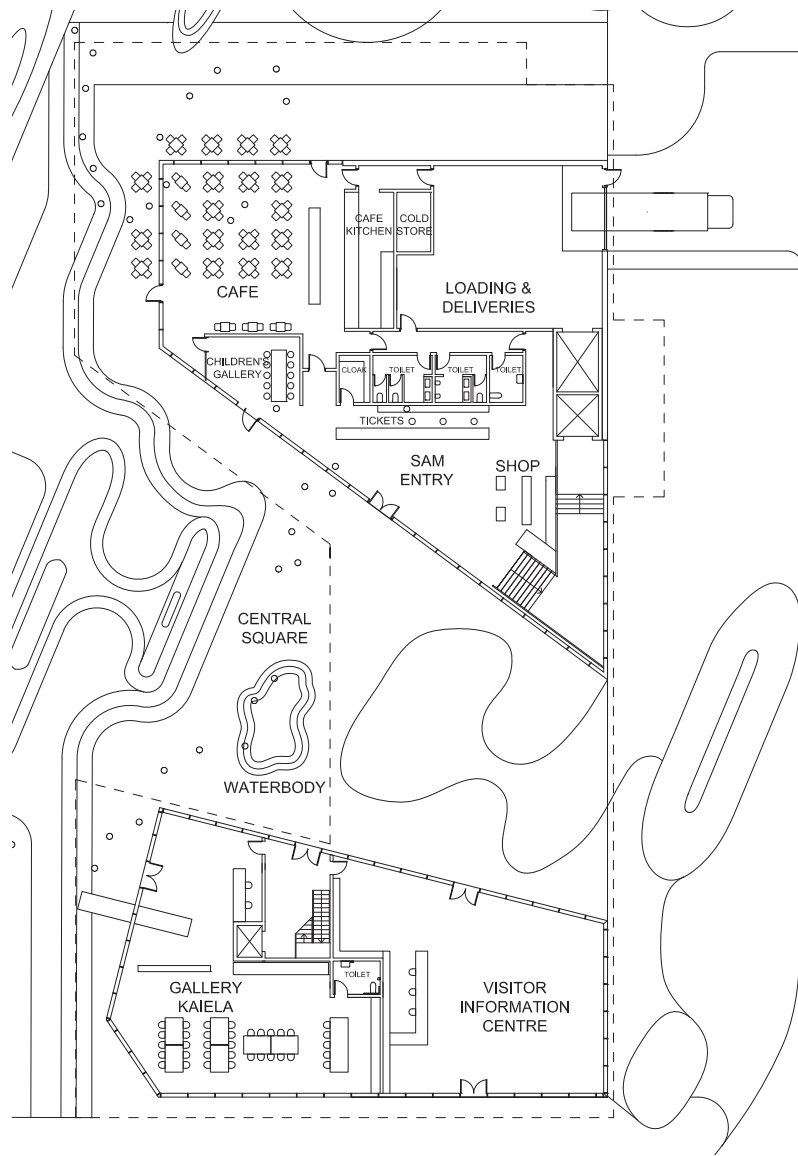 CAFE
KITCHEN
COLD
STORE
CAFE
LOADING &
DELIVERIES
CHILDREN'S
GALLERY
CLOAK
TOILET
TOILET
TOILET
TICKETS
SAM
ENTRY
SHOP
CENTRAL
SQUARE
WATERBODY
TOILET
GALLERY
KAIELA
VISITOR
INFORMATION
CENTRE